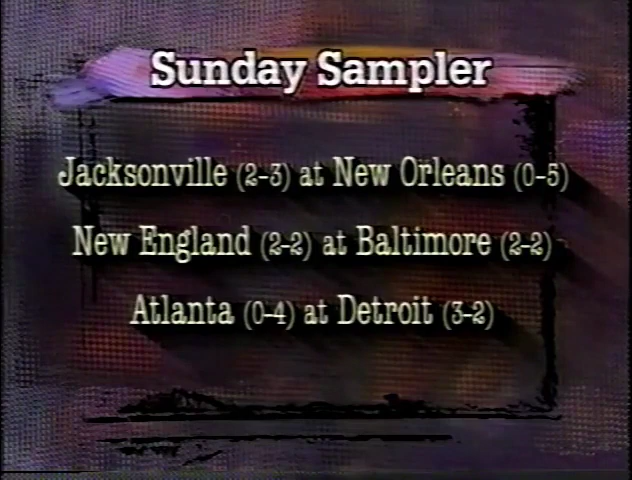 Sunday Sampler
Jacksonville (2-3) at New Orleans (0-5)
New England (2-2) at Baltimore (2-2)
Atlanta (0-4) at Detroit (3-2)